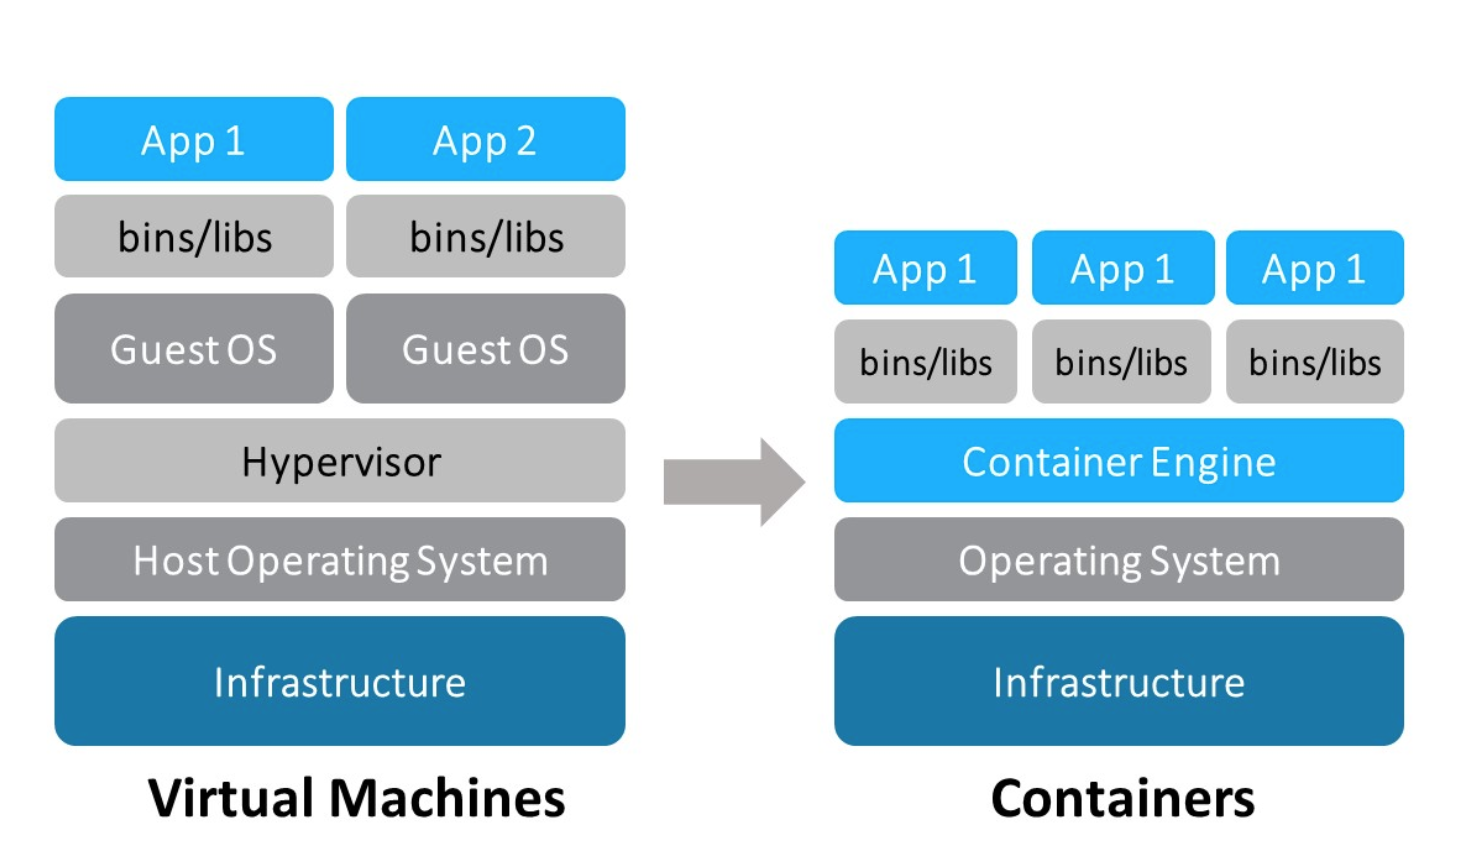 App 1
App 2
bins/libs
bins/libs
Guest OS
Guest OS
Hypervisor
Host Operating System
Infrastructure
Virtual Machines
App 1
App 1
App 1
bins/libs
bins/libs
bins/libs
Container Engine
Operating System
Infrastructure
Containers